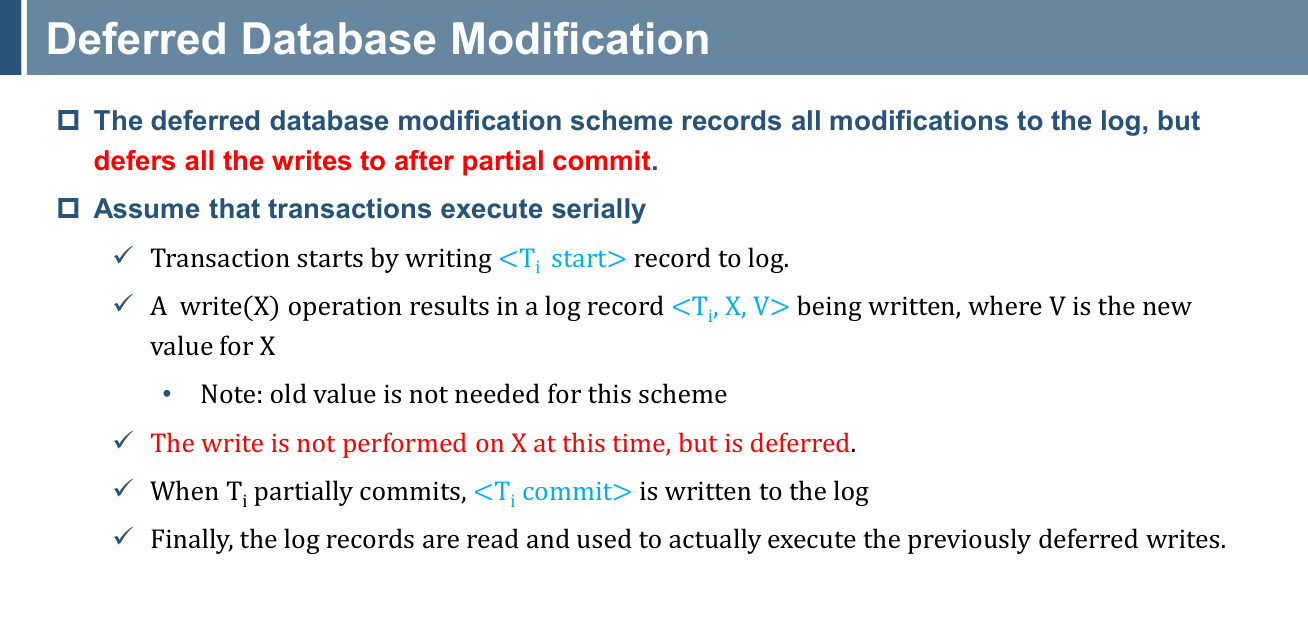 Deferred Database Modification
The deferred database modification scheme records all modifications to the log, but
defers all the writes to after partial commit.
Assume that transactions execute serially
✓ Transaction starts by writing <Ti start> record to log.
✓ A write(X) operation results in a log record <Ti, X, V> being written, where V is the new
value for X
• Note: old value is not needed for this scheme
✓ The write is not performed on X at this time, but is deferred.
✓ When Ti partially commits, <Ti commit> is written to the log
✓ Finally, the log records are read and used to actually execute the previously deferred writes.